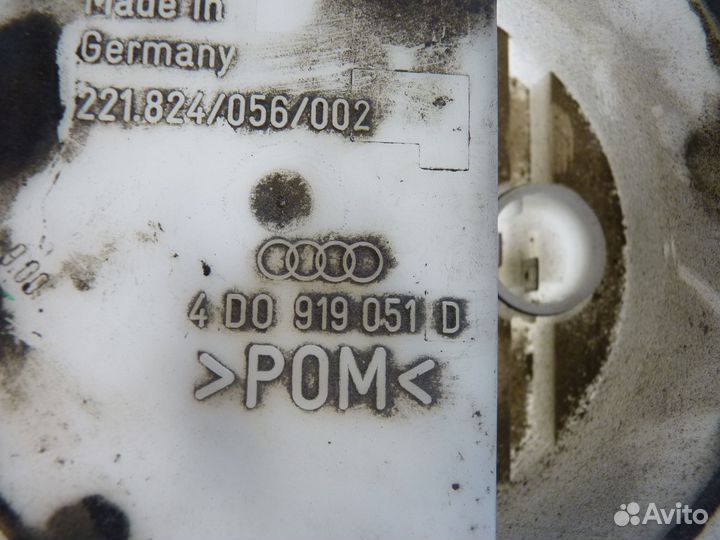 Made in
Germany
221.824/056/002
4 D0 919 051 D
>POM<
Avito